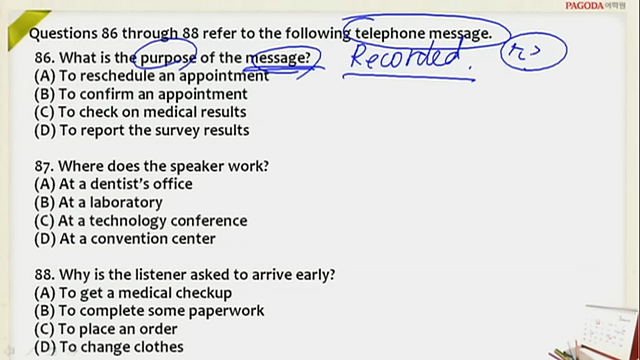 PAGODA 어학원
Questions 86 through 88 refer to the following telephone message.
86. What is the purpose of the message?
Recorded.
(A) To reschedule an appointment
(B) To confirm an appointment
(C) To check on medical results
(D) To report the survey results
87. Where does the speaker work?
(A) At a dentist's office
(B) At a laboratory
(C) At a technology conference
(D) At a convention center
88. Why is the listener asked to arrive early?
(A) To get a medical checkup
(B) To complete some paperwork
(C) To place an order
(D) To change clothes